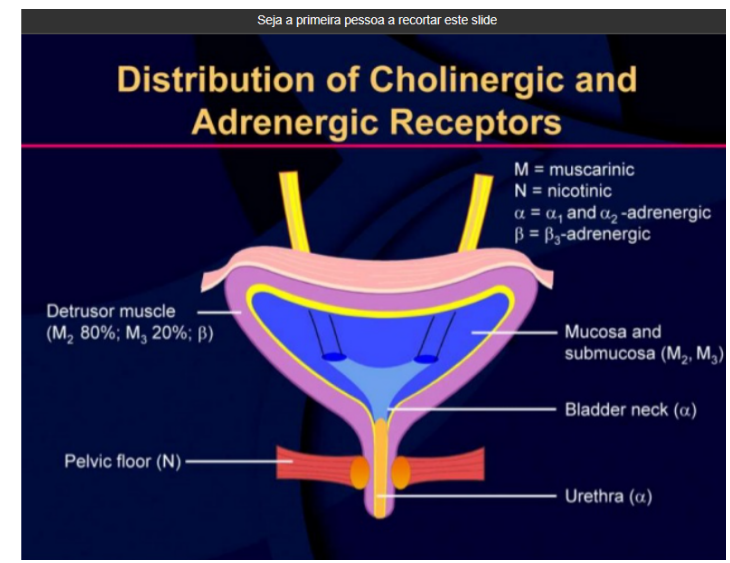 Seja a primeira pessoa a recortar este slide
Distribution of Cholinergic and
Adrenergic Receptors
M = muscarinic
N = nicotinic
α = α₁ and α₂ -adrenergic
β = β₃-adrenergic
Detrusor muscle
(M₂ 80%; M₃ 20%; β)
Mucosa and
submucosa (M₂, M₃)
Bladder neck (α)
Pelvic floor (N)
Urethra (α)